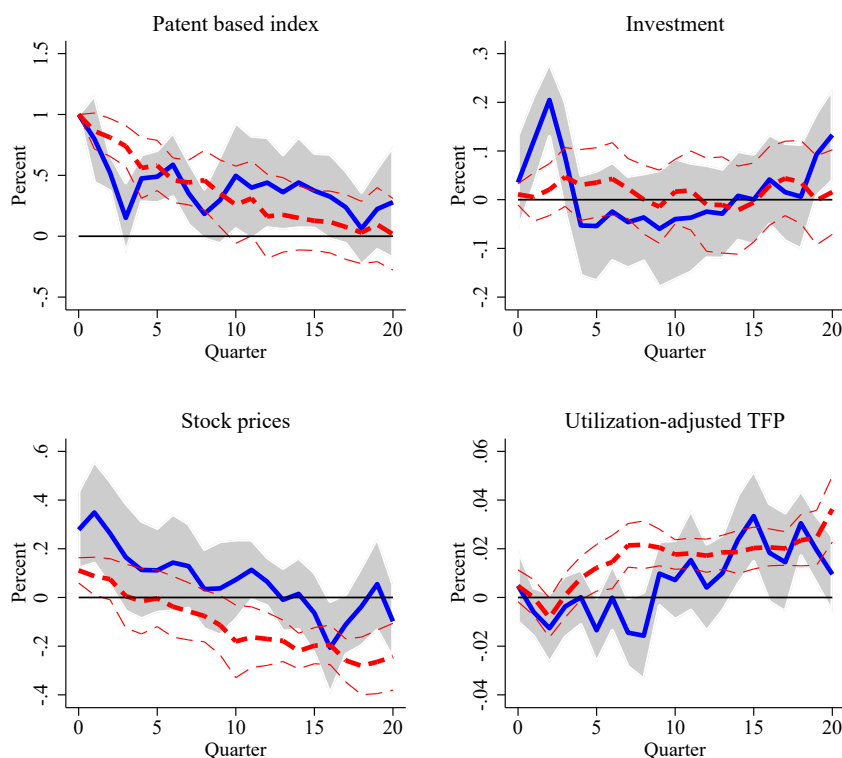 Patent based index
Percent
1.5
1
.5
0
-.5
0 5 10 15 20
Quarter
Investment
Percent
.3
.2
.1
0
-.1
-.2
0 5 10 15 20
Quarter
Stock prices
Percent
.6
.4
.2
0
-.2
-.4
0 5 10 15 20
Quarter
Utilization-adjusted TFP
Percent
.06
.04
.02
0
-.02
-.04
0 5 10 15 20
Quarter